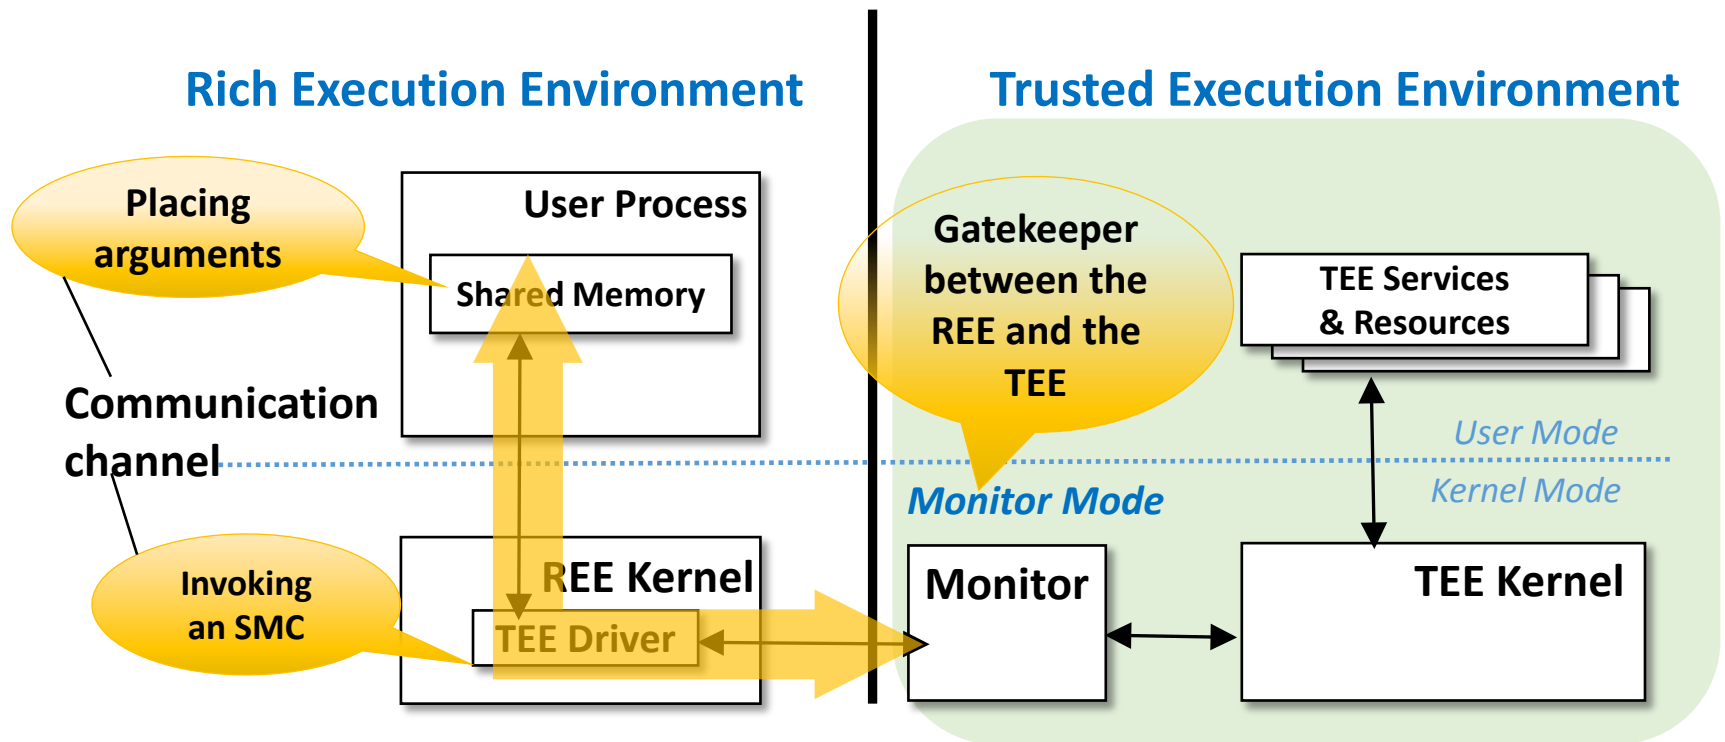 Rich Execution Environment
Trusted Execution Environment
Placing
arguments
User Process
Shared Memory
Gatekeeper
between the
REE and the
TEE
TEE Services
& Resources
Communication
channel
User Mode
Kernel Mode
Monitor Mode
Invoking
an SMC
REE Kernel
TEE Driver
Monitor
TEE Kernel